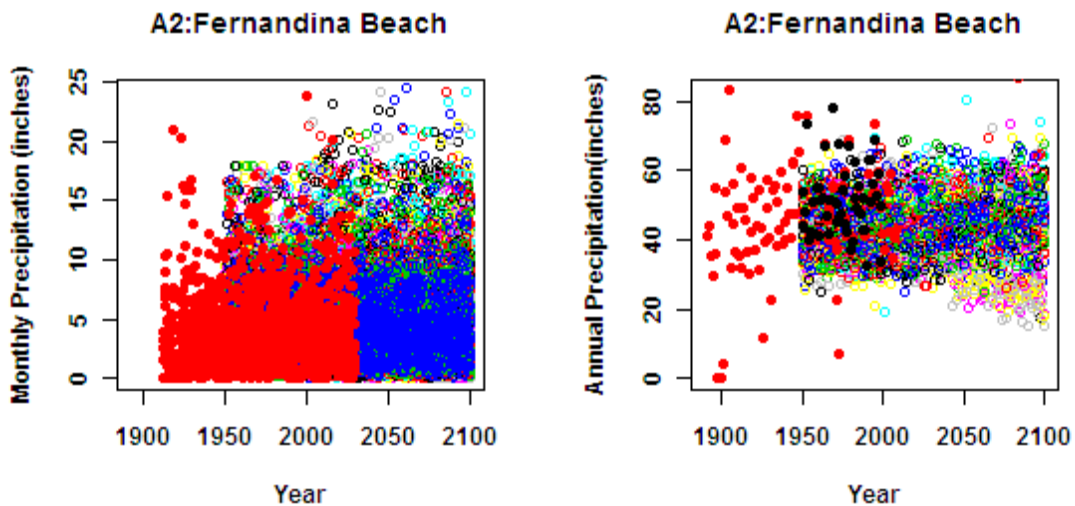 A2:Fernandina Beach
Monthly Precipitation (inches)
25
20
15
10
5
0
1900 1950 2000 2050 2100
Year
A2:Fernandina Beach
Annual Precipitation(inches)
80
60
40
20
0
1900 1950 2000 2050 2100
Year